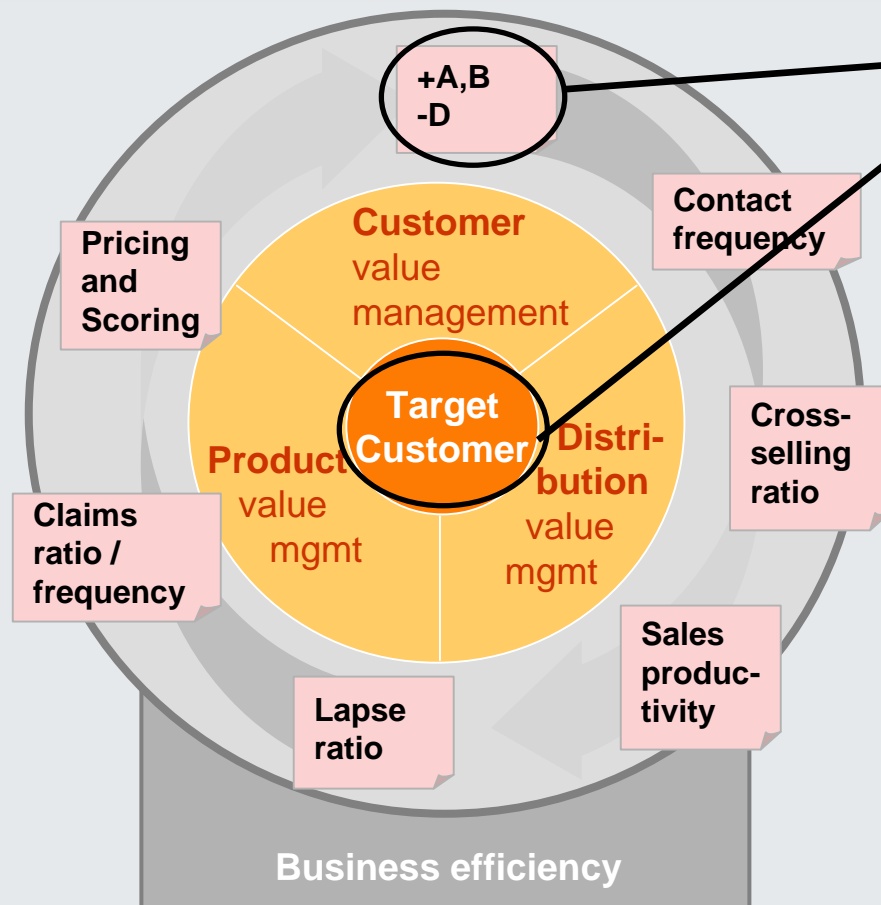 +A,B
-D
Contact
frequency
Pricing
and
Scoring
Customer
value
management
Target
Customer
Product
value
mgmt
Distri-
bution
value
mgmt
Cross-
selling
ratio
Claims
ratio /
frequency
Sales
produc-
tivity
Lapse
ratio
Business efficiency